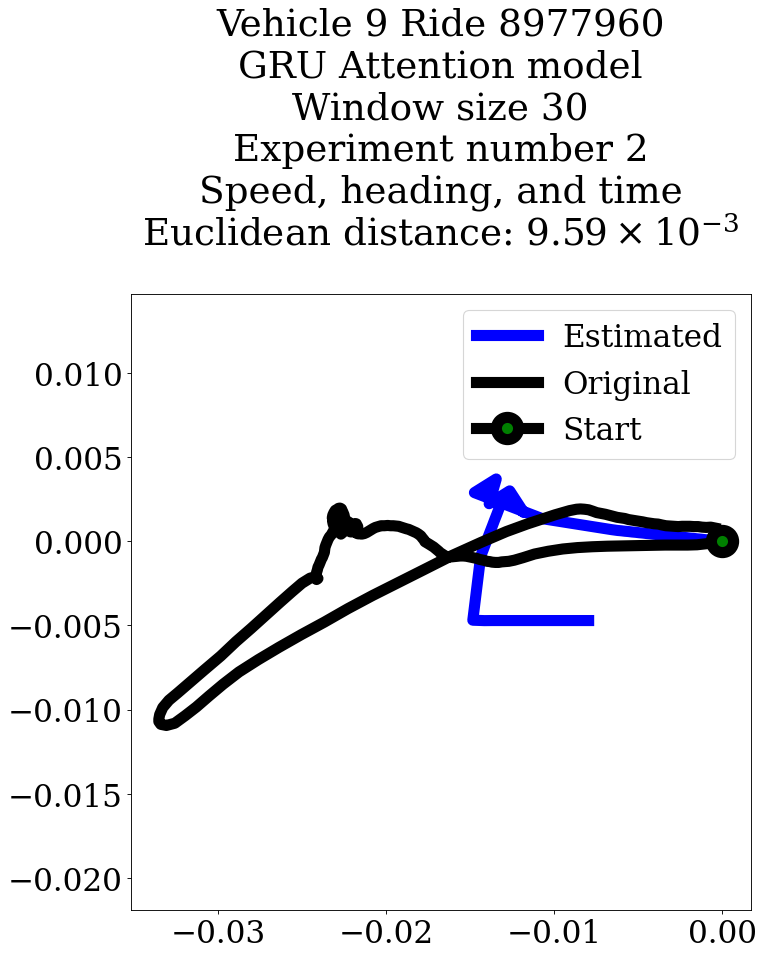 Vehicle 9 Ride 8977960
GRU Attention model
Window size 30
Experiment number 2
Speed, heading, and time
Euclidean distance: 9.59 × 10⁻³
Estimated
Original
Start
0.010
0.005
0.000
−0.005
−0.010
−0.015
−0.020
−0.03 −0.02 −0.01 0.00